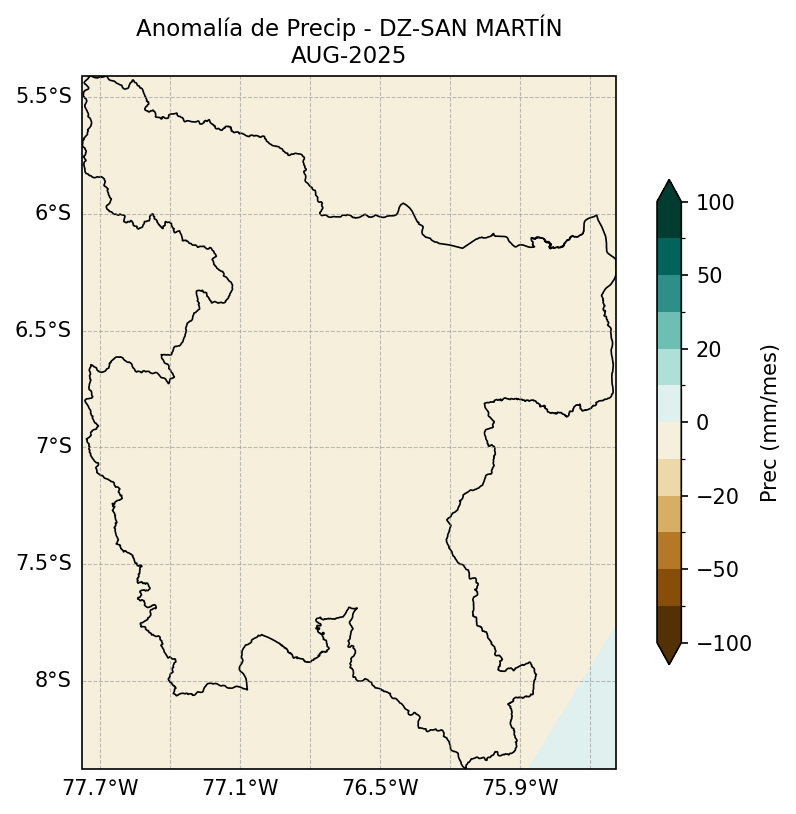 Anomalía de Precip - DZ-SAN MARTÍN
AUG-2025
5.5°S
6°S
6.5°S
7°S
7.5°S
8°S
77.7°W
77.1°W
76.5°W
75.9°W
100
50
20
0
−20
−50
−100
Prec (mm/mes)